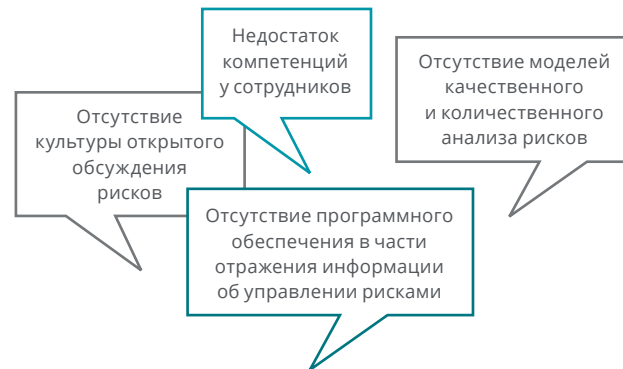 Недостаток
компетенций
у сотрудников
Отсутствие моделей
качественного
и количественного
анализа рисков
Отсутствие
культуры открытого
обсуждения
рисков
Отсутствие программного
обеспечения в части
отражения информации
об управлении рисками